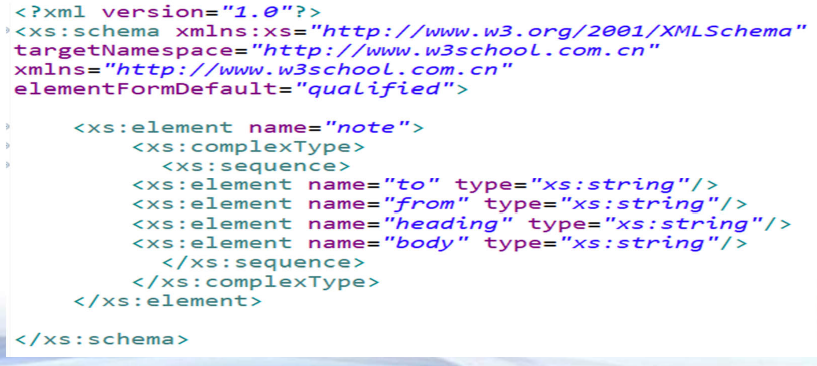 <?xml version="1.0"?>
<xs:schema xmlns:xs="http://www.w3.org/2001/XMLSchema"
targetNamespace="http://www.w3school.com.cn"
xmlns="http://www.w3school.com.cn"
elementFormDefault="qualified">
<xs:element name="note">
<xs:complexType>
<xs:sequence>
<xs:element name="to" type="xs:string"/>
<xs:element name="from" type="xs:string"/>
<xs:element name="heading" type="xs:string"/>
<xs:element name="body" type="xs:string"/>
</xs:sequence>
</xs:complexType>
</xs:element>
</xs:schema>